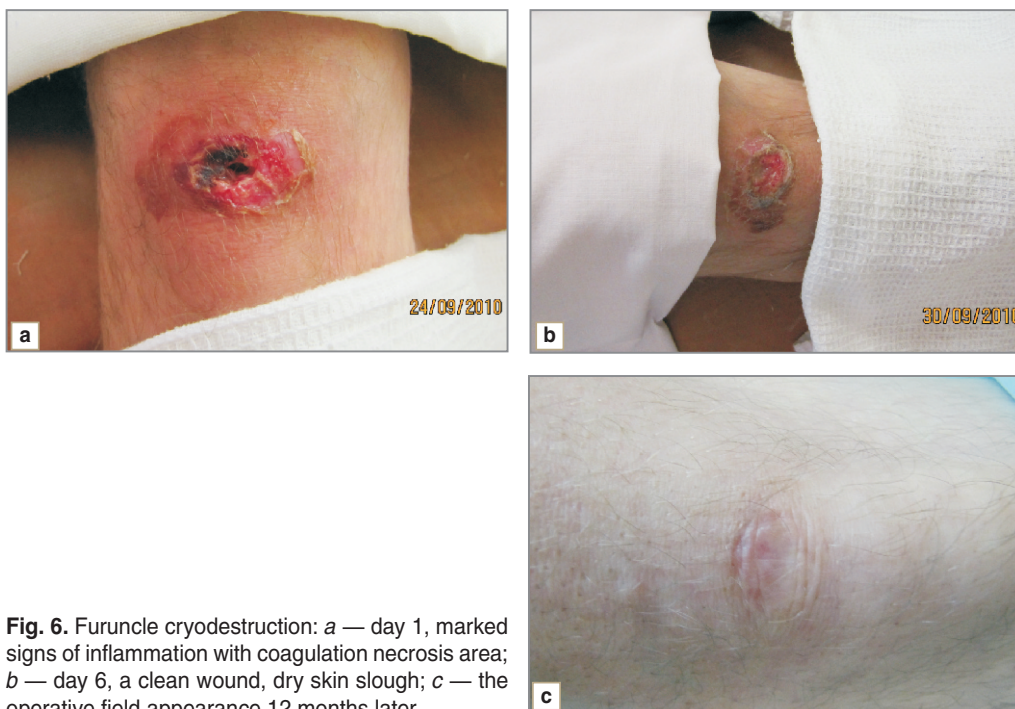 24/09/2010
a
30/09/2010
b
c
Fig. 6. Furuncle cryodestruction: a — day 1, marked
signs of inflammation with coagulation necrosis area;
b — day 6, a clean wound, dry skin slough; c — the
operative field appearance 12 months later